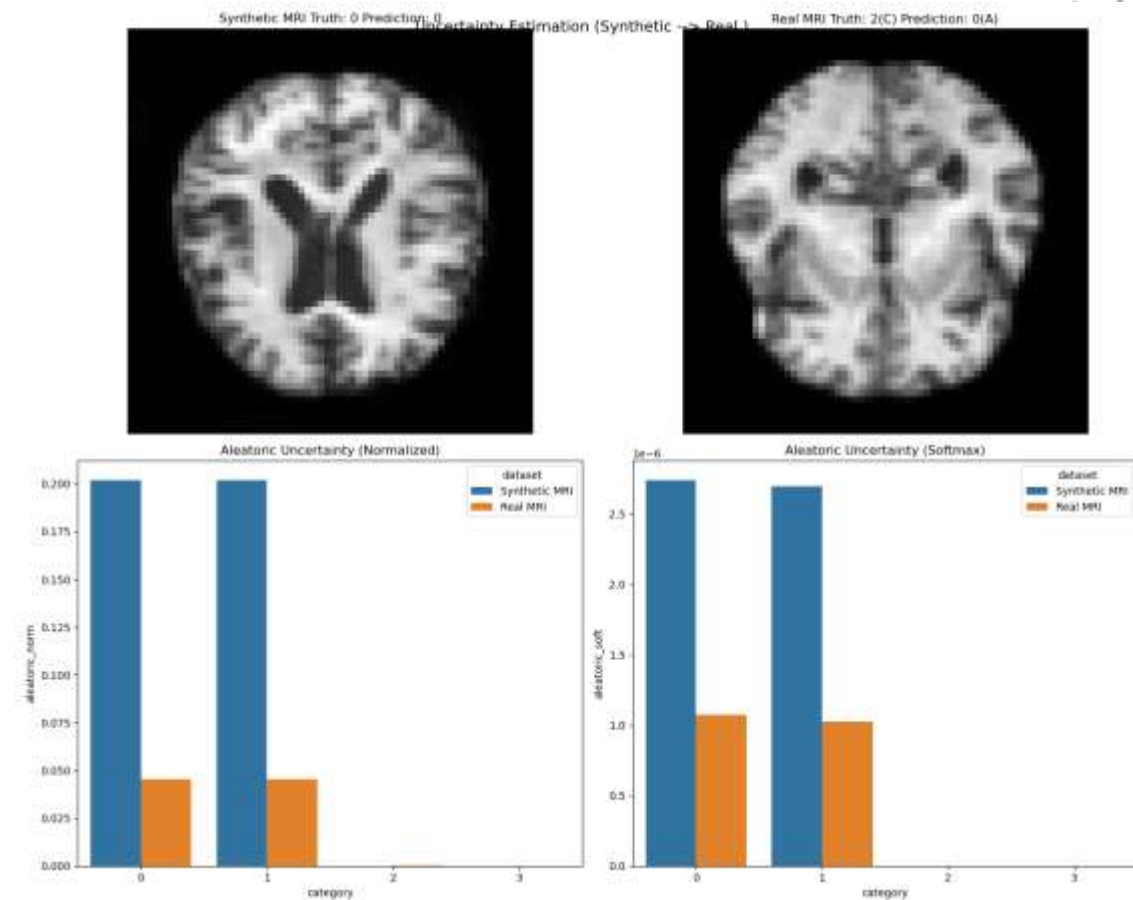 Synthetic MRI Truth: 0 Prediction: 0
Uncertainty Estimation (Synthetic --> Real )
Real MRI Truth: 2(C) Prediction: 0(A)
Aleatoric Uncertainty (Normalized)
dataset
Synthetic MRI
Real MRI
0.200
0.175
0.150
0.125
0.100
0.075
0.050
0.025
0.000
aleatoric_norm
0 1 2 3
category
Aleatoric Uncertainty (Softmax)
1e−6
dataset
Synthetic MRI
Real MRI
2.5
2.0
1.5
1.0
0.5
0.0
aleatoric_soft
0 1 2 3
category